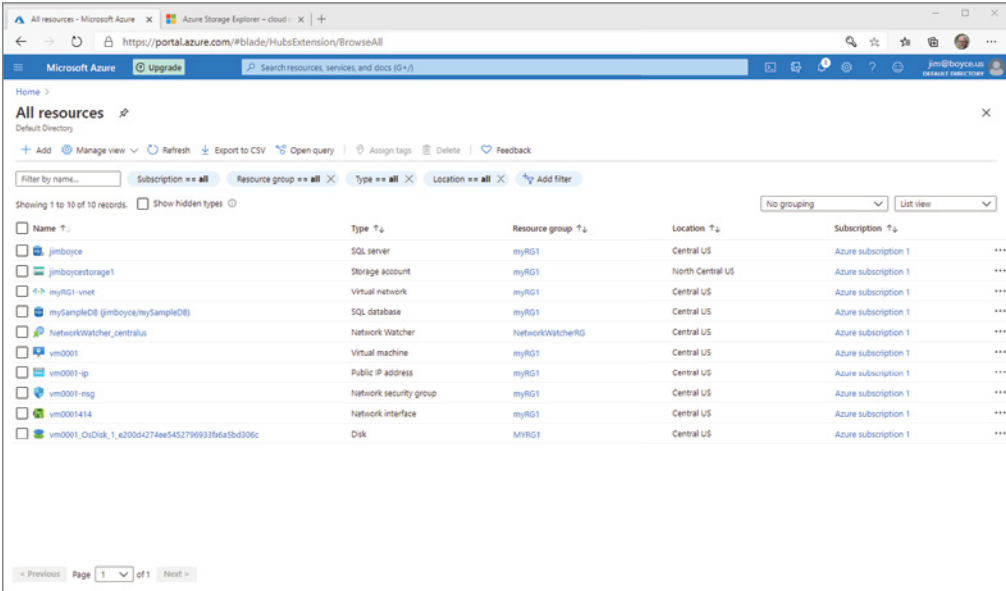 All resources - Microsoft Azure
Azure Storage Explorer – cloud
https://portal.azure.com/#blade/HubsExtension/BrowseAll
Microsoft Azure Upgrade Search resources, services, and docs (G+/) jim@boyce.us
DEFAULT DIRECTORY
Home >
All resources
Default Directory
+ Add Manage view Refresh Export to CSV Open query Assign tags Delete Feedback
Filter by name... Subscription == all Resource group == all Type == all Location == all Add filter
Showing 1 to 10 of 10 records. Show hidden types No grouping List view
Name Type Resource group Location Subscription
jimboyce SQL server myRG1 Central US Azure subscription 1
jimboycestorage1 Storage account myRG1 North Central US Azure subscription 1
myRG1-vnet Virtual network myRG1 Central US Azure subscription 1
mySampleDB (jimboyce/mySampleDB) SQL database myRG1 Central US Azure subscription 1
NetworkWatcher_centralus Network Watcher NetworkWatcherRG Central US Azure subscription 1
vm0001 Virtual machine myRG1 Central US Azure subscription 1
vm0001-ip Public IP address myRG1 Central US Azure subscription 1
vm0001-nsg Network security group myRG1 Central US Azure subscription 1
vm0001414 Network interface myRG1 Central US Azure subscription 1
vm0001_OsDisk_1_e200d4274ee5452796933fa6a5bd306c Disk MYRG1 Central US Azure subscription 1
< Previous Page 1 of 1 Next >